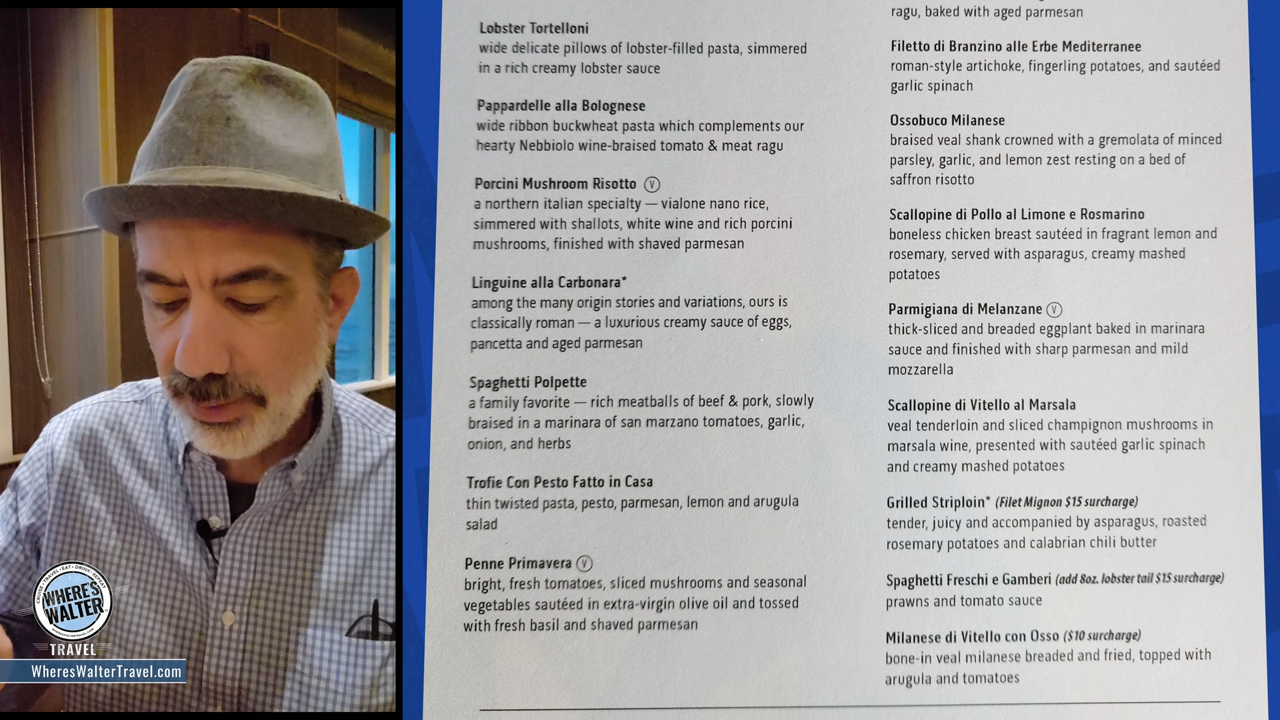 Lobster Tortelloni
wide delicate pillows of lobster-filled pasta, simmered
in a rich creamy lobster sauce
Pappardelle alla Bolognese
wide ribbon buckwheat pasta which complements our
hearty Nebbiolo wine-braised tomato & meat ragu
Porcini Mushroom Risotto V
a northern italian specialty — vialone nano rice,
simmered with shallots, white wine and rich porcini
mushrooms, finished with shaved parmesan
Linguine alla Carbonara*
among the many origin stories and variations, ours is
classically roman — a luxurious creamy sauce of eggs,
pancetta and aged parmesan
Spaghetti Polpette
a family favorite — rich meatballs of beef & pork, slowly
braised in a marinara of san marzano tomatoes, garlic,
onion, and herbs
Trofie Con Pesto Fatto in Casa
thin twisted pasta, pesto, parmesan, lemon and arugula
salad
Penne Primavera V
bright, fresh tomatoes, sliced mushrooms and seasonal
vegetables sautéed in extra-virgin olive oil and tossed
with fresh basil and shaved parmesan
ragu, baked with aged parmesan
Filetto di Branzino alle Erbe Mediterranee
roman-style artichoke, fingerling potatoes, and sautéed
garlic spinach
Ossobuco Milanese
braised veal shank crowned with a gremolata of minced
parsley, garlic, and lemon zest resting on a bed of
saffron risotto
Scallopine di Pollo al Limone e Rosmarino
boneless chicken breast sautéed in fragrant lemon and
rosemary, served with asparagus, creamy mashed
potatoes
Parmigiana di Melanzane V
thick-sliced and breaded eggplant baked in marinara
sauce and finished with sharp parmesan and mild
mozzarella
Scallopine di Vitello al Marsala
veal tenderloin and sliced champignon mushrooms in
marsala wine, presented with sautéed garlic spinach
and creamy mashed potatoes
Grilled Striploin* (Filet Mignon $15 surcharge)
tender, juicy and accompanied by asparagus, roasted
rosemary potatoes and calabrian chili butter
Spaghetti Freschi e Gamberi (add 8oz. lobster tail $15 surcharge)
prawns and tomato sauce
Milanese di Vitello con Osso ($10 surcharge)
bone-in veal milanese breaded and fried, topped with
arugula and tomatoes
WHERE'S
WALTER
TRAVEL
WheresWalterTravel.com